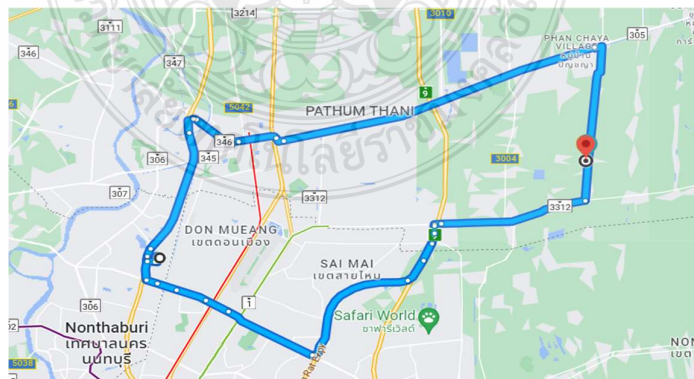 3214
3010
3111
346
347
305
PHAN CHAYA
VILLAGE
9
5042
PATHUM THANI
346
345
306
3004
307
3312
3312
DON MUEANG
เขตดอนเมือง
SAI MAI
เขตสายไหม
9
306
1
Safari World
ซาฟารีเวิลด์
Nonthaburi
เทศบาลนคร
นนทบุรี
5038